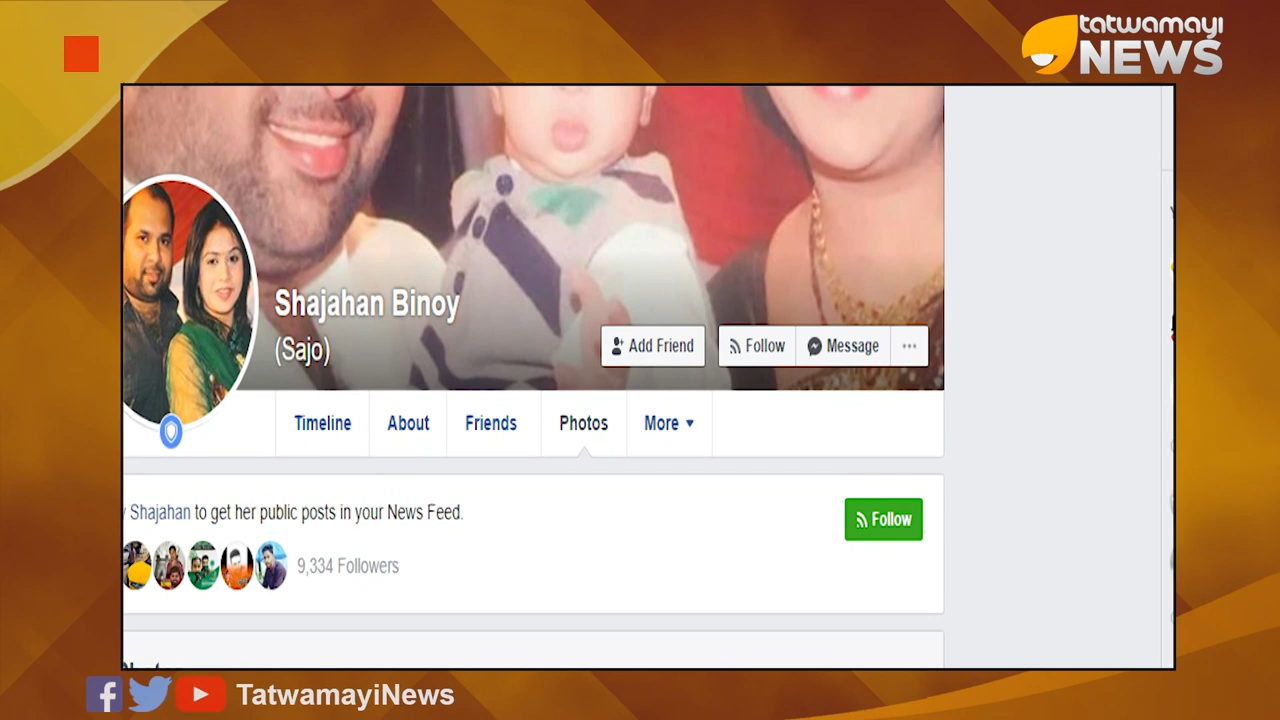 tatwamayi
NEWS
Shajahan Binoy
(Sajo)
Add Friend
Follow
Message
Timeline
About
Friends
Photos
More
Shajahan to get her public posts in your News Feed.
Follow
9,334 Followers
TatwamayiNews